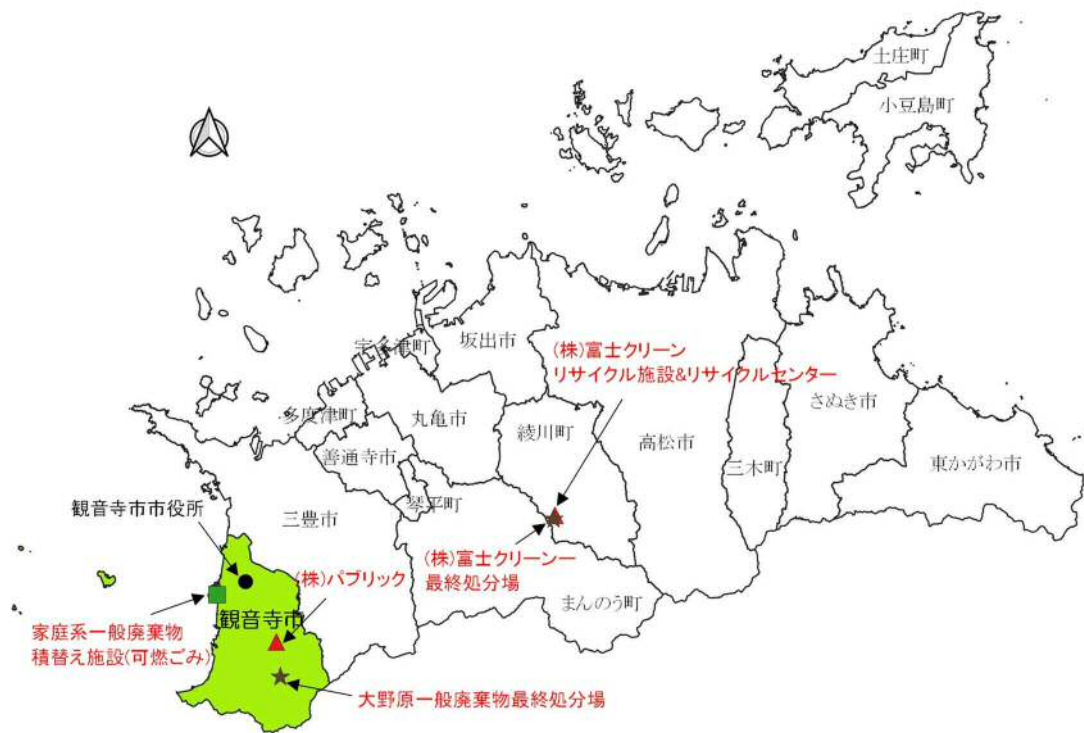 土庄町
小豆島町
宇多津町
坂出市
(株)富士クリーン
リサイクル施設&リサイクルセンター
多度津町
丸亀市
綾川町
高松市
さぬき市
善通寺市
三木町
東かがわ市
琴平町
観音寺市市役所
三豊市
(株)富士クリーンー
最終処分場
(株)パブリック
まんのう町
観音寺市
家庭系一般廃棄物
積替え施設(可燃ごみ)
大野原一般廃棄物最終処分場